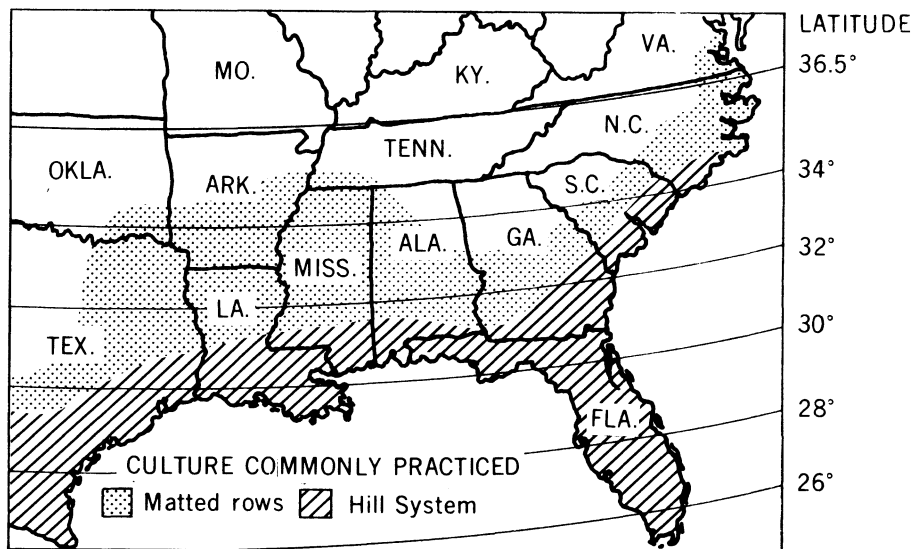 LATITUDE
VA.
36.5°
MO.
KY.
N.C.
TENN.
OKLA.
ARK.
S.C.
34°
ALA.
GA.
32°
MISS.
LA.
30°
TEX.
28°
FLA.
CULTURE COMMONLY PRACTICED
26°
Matted rows Hill System